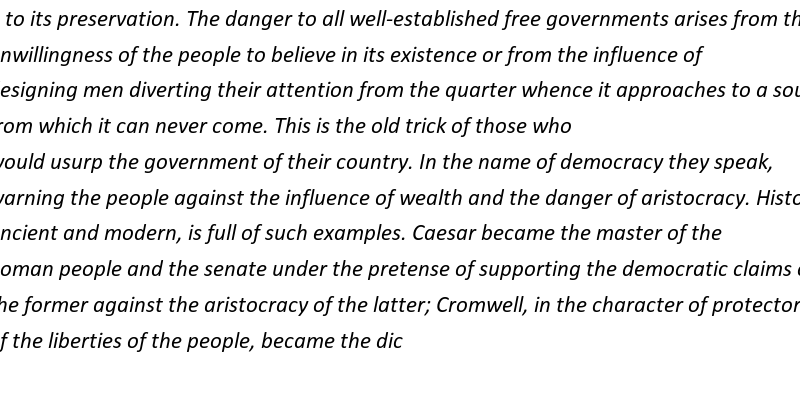 to its preservation. The danger to all well-established free governments arises from th
nwillingness of the people to believe in its existence or from the influence of
esigning men diverting their attention from the quarter whence it approaches to a sou
rom which it can never come. This is the old trick of those who
vould usurp the government of their country. In the name of democracy they speak,
varning the people against the influence of wealth and the danger of aristocracy. Histo
ncient and modern, is full of such examples. Caesar became the master of the
oman people and the senate under the pretense of supporting the democratic claims o
he former against the aristocracy of the latter; Cromwell, in the character of protector
f the liberties of the people, became the dic